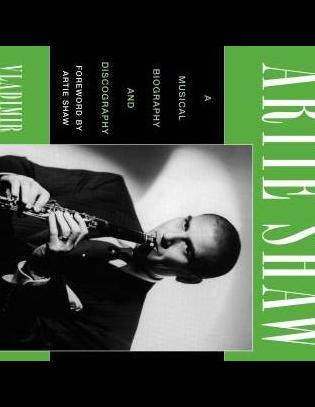 ARTIE SHAW
A
MUSICAL
BIOGRAPHY
AND
DISCOGRAPHY
FOREWORD BY
ARTIE SHAW
VLADIMIR